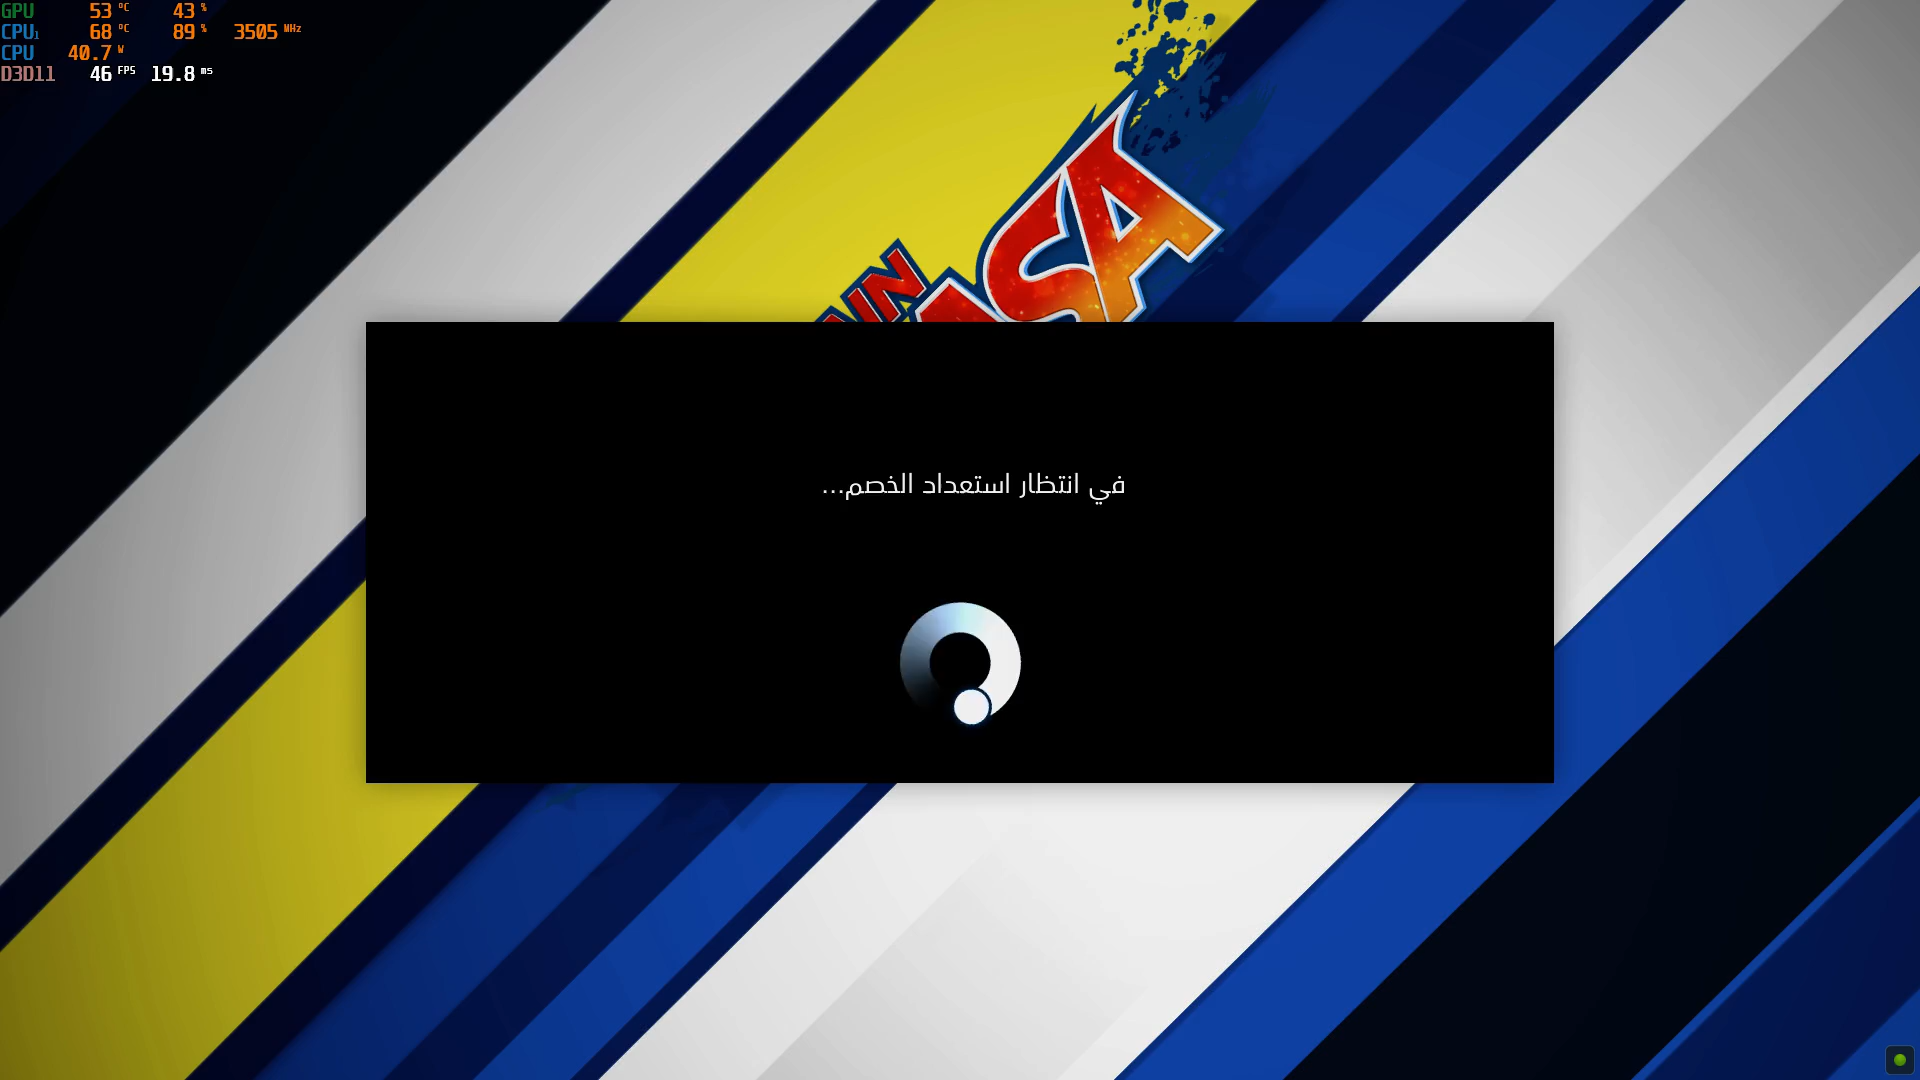 GPU 53 °C 43 %
CPU1 68 °C 89 % 3505 MHz
CPU 40.7 W
D3D11 46 FPS 19.8 ms
في انتظار استعداد الخصم...